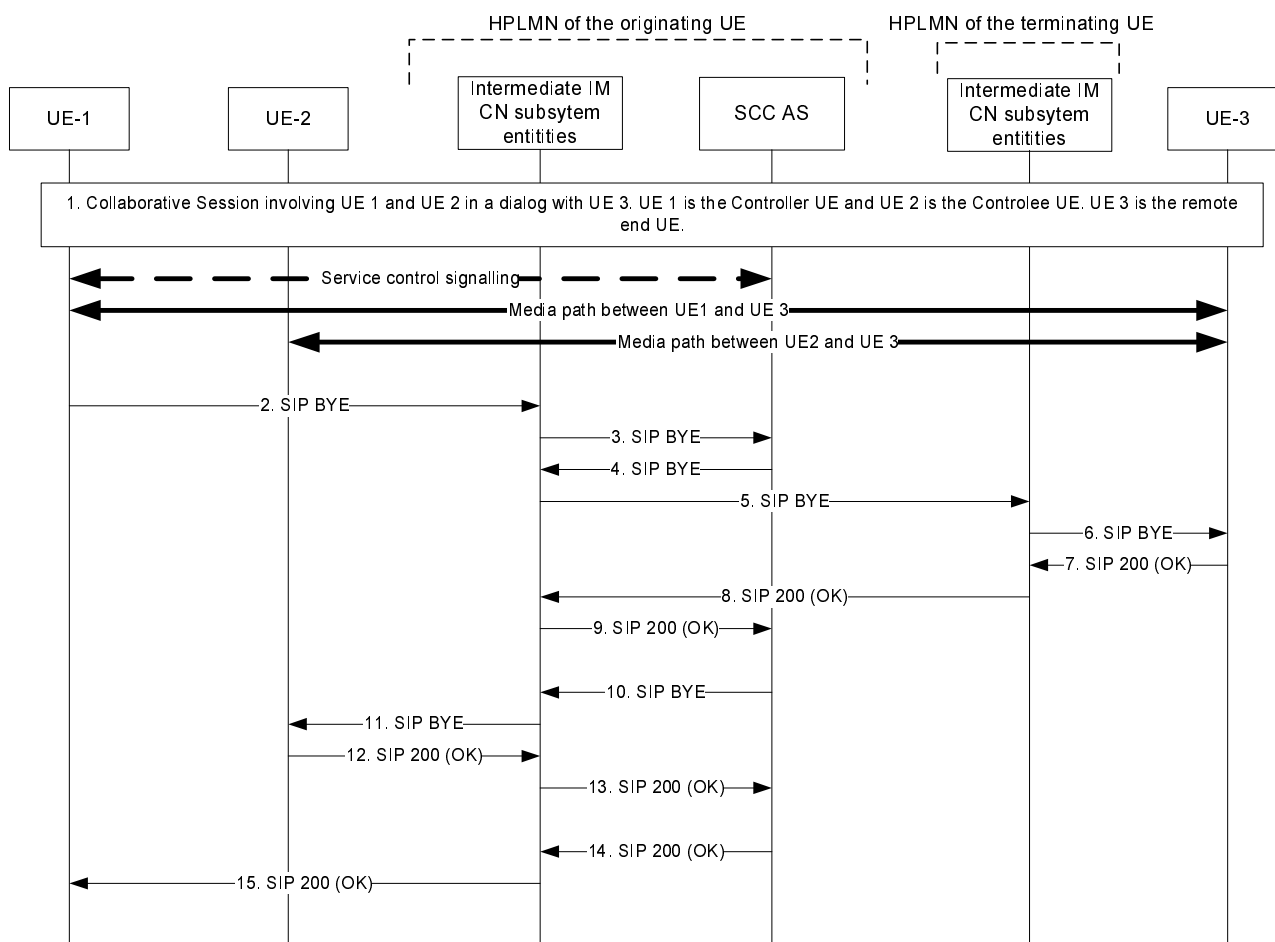 HPLMN of the originating UE
HPLMN of the terminating UE
UE-1
UE-2
Intermediate IM
CN subsytem
entitities
SCC AS
Intermediate IM
CN subsytem
entitities
UE-3
1. Collaborative Session involving UE 1 and UE 2 in a dialog with UE 3. UE 1 is the Controller UE and UE 2 is the Controlee UE. UE 3 is the remote
end UE.
Service control signalling
Media path between UE1 and UE 3
Media path between UE2 and UE 3
2. SIP BYE
3. SIP BYE
4. SIP BYE
5. SIP BYE
6. SIP BYE
7. SIP 200 (OK)
8. SIP 200 (OK)
9. SIP 200 (OK)
10. SIP BYE
11. SIP BYE
12. SIP 200 (OK)
13. SIP 200 (OK)
14. SIP 200 (OK)
15. SIP 200 (OK)